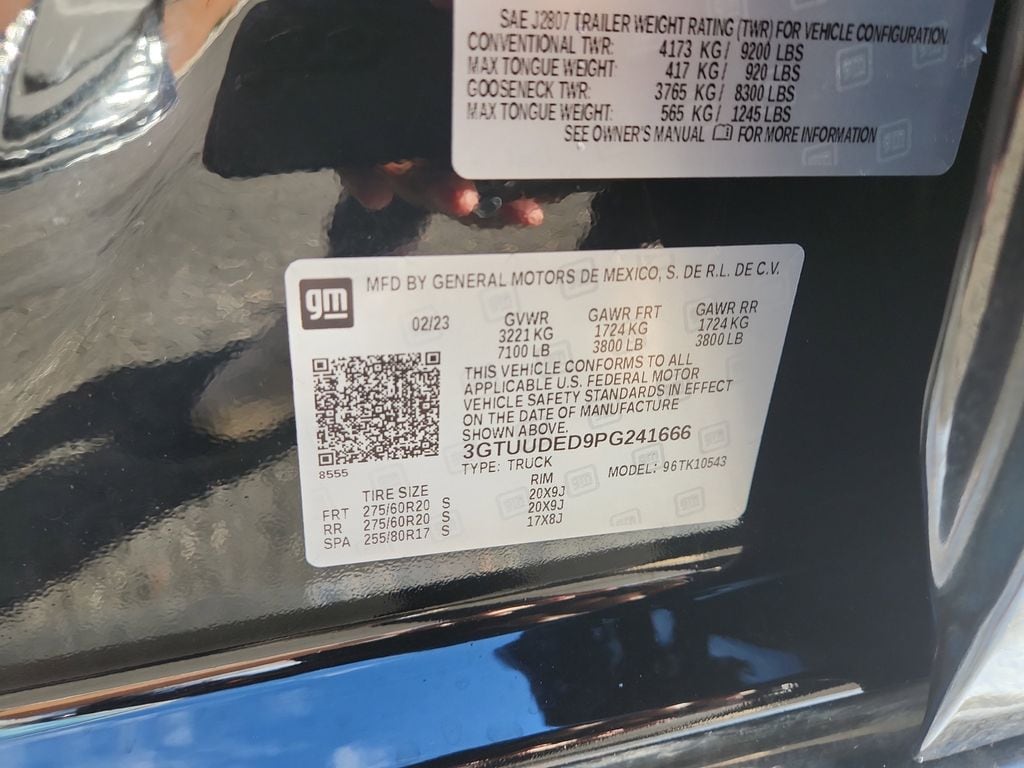 SAE J2807 TRAILER WEIGHT RATING (TWR) FOR VEHICLE CONFIGURATION.
CONVENTIONAL TWR: 4173 KG / 9200 LBS
MAX TONGUE WEIGHT: 417 KG / 920 LBS
GOOSENECK TWR: 3765 KG / 8300 LBS
MAX TONGUE WEIGHT: 565 KG / 1245 LBS
SEE OWNER'S MANUAL FOR MORE INFORMATION
gm
MFD BY GENERAL MOTORS DE MEXICO, S. DE R.L. DE C.V.
02/23 GVWR GAWR FRT GAWR RR
3221 KG 1724 KG 1724 KG
7100 LB 3800 LB 3800 LB
THIS VEHICLE CONFORMS TO ALL
APPLICABLE U.S. FEDERAL MOTOR
VEHICLE SAFETY STANDARDS IN EFFECT
ON THE DATE OF MANUFACTURE
SHOWN ABOVE.
3GTUUDED9PG241666
TYPE: TRUCK MODEL: 96TK10543
8555
TIRE SIZE RIM
FRT 275/60R20 S 20X9J
RR 275/60R20 S 20X9J
SPA 255/80R17 S 17X8J